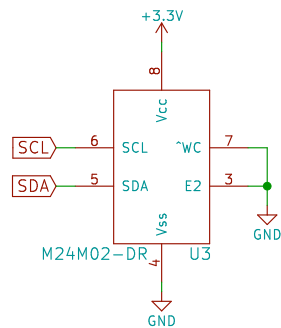 +3.3V
8
Vcc
SCL 6 SCL ~WC 7
SDA 5 SDA E2 3
Vss
M24M02-DR U3
4
GND
GND